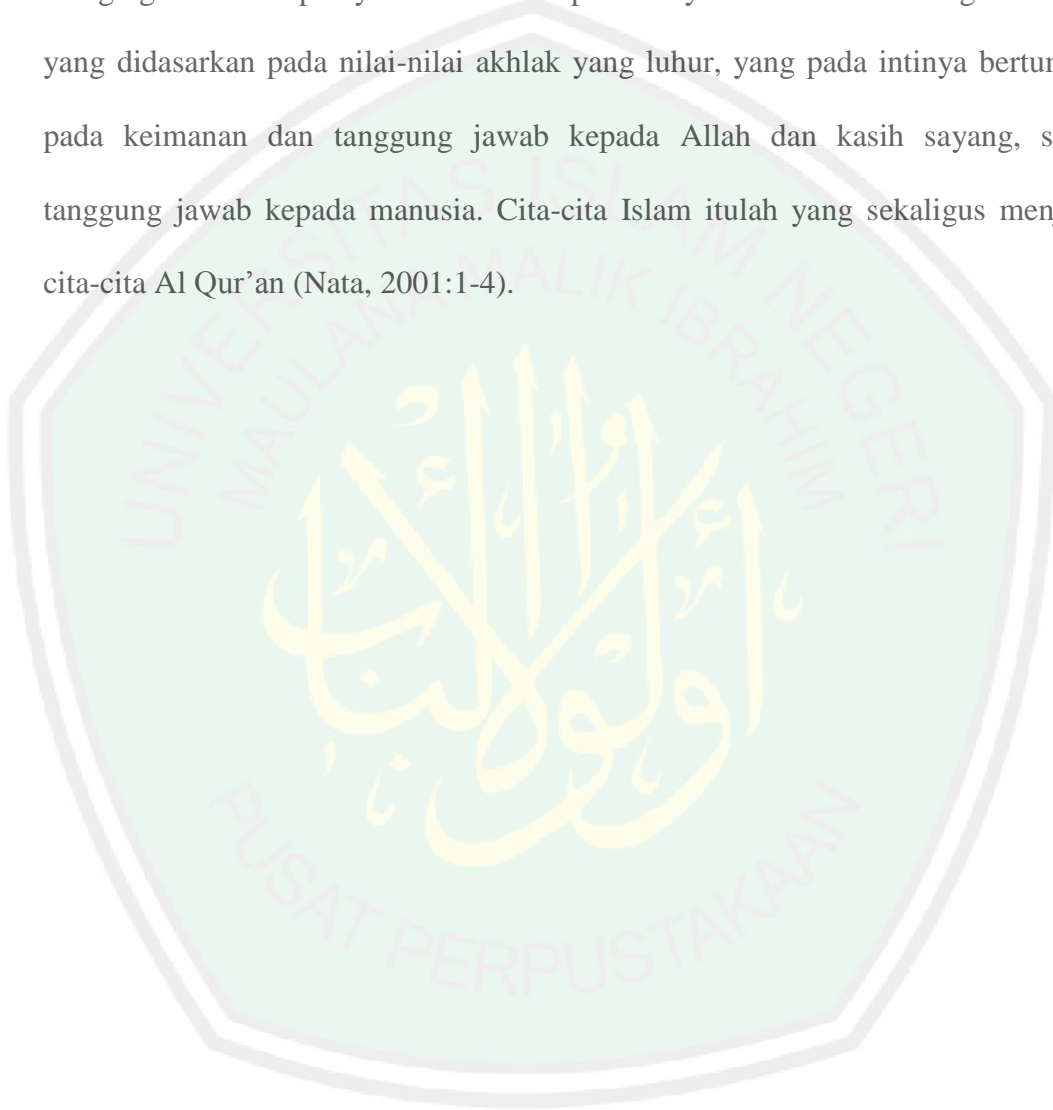 yang didasarkan pada nilai-nilai akhlak yang luhur, yang pada intinya
pada keimanan dan tanggung jawab kepada Allah dan kasih sayang,
tanggung jawab kepada manusia. Cita-cita Islam itulah yang sekaligus
cita-cita Al Qur’an (Nata, 2001:1-4).
UNIVERSITAS ISLAM NEGERI
MAULANA MALIK IBRAHIM
أولوا الألباب
PUSAT PERPUSTAKAAN